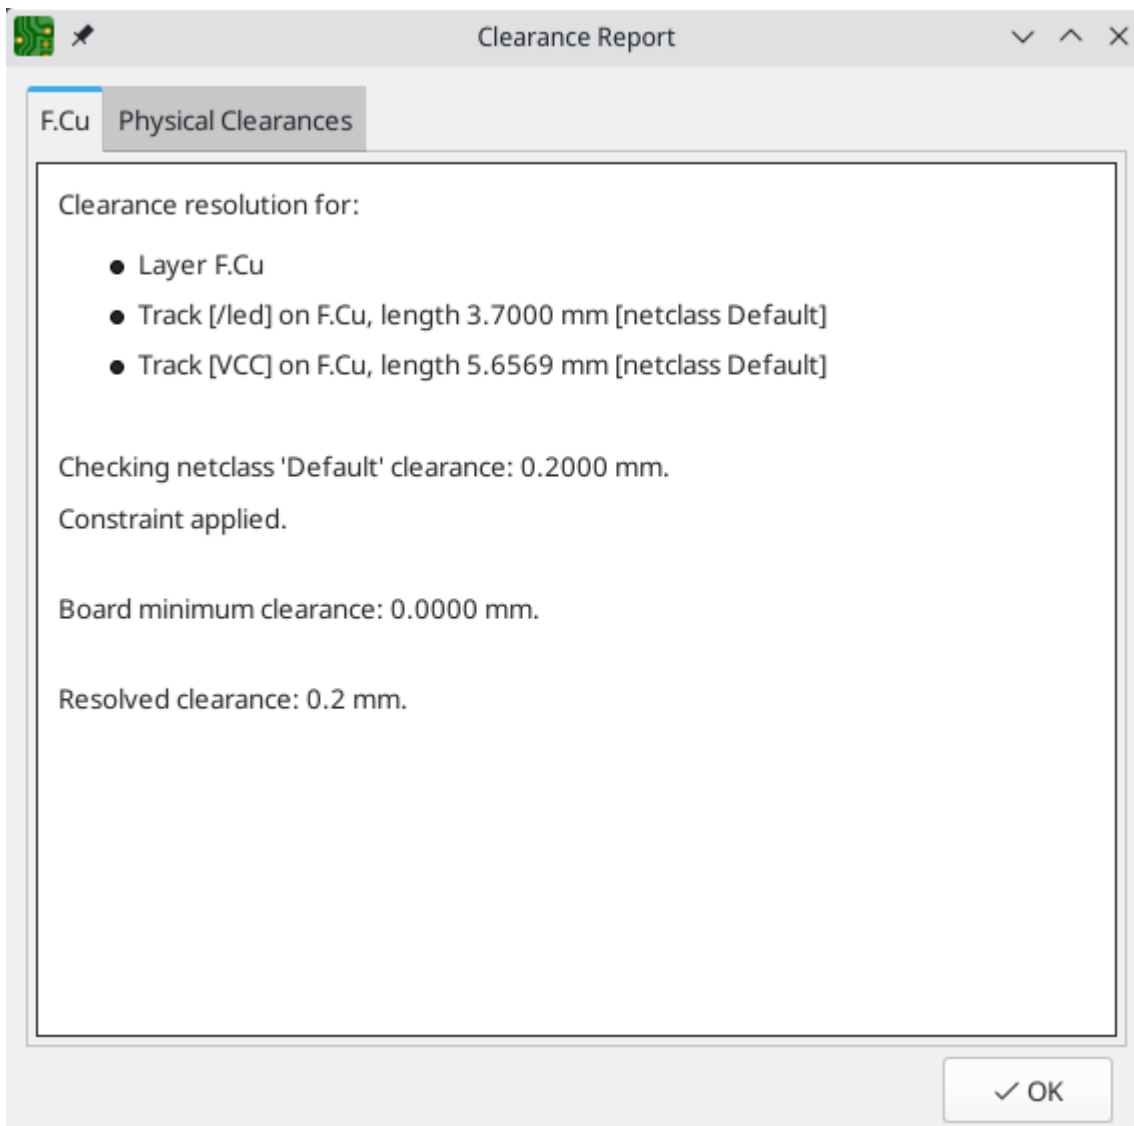 Clearance Report
F.Cu Physical Clearances
Clearance resolution for:
● Layer F.Cu
● Track [/led] on F.Cu, length 3.7000 mm [netclass Default]
● Track [VCC] on F.Cu, length 5.6569 mm [netclass Default]
Checking netclass 'Default' clearance: 0.2000 mm.
Constraint applied.
Board minimum clearance: 0.0000 mm.
Resolved clearance: 0.2 mm.
✓ OK